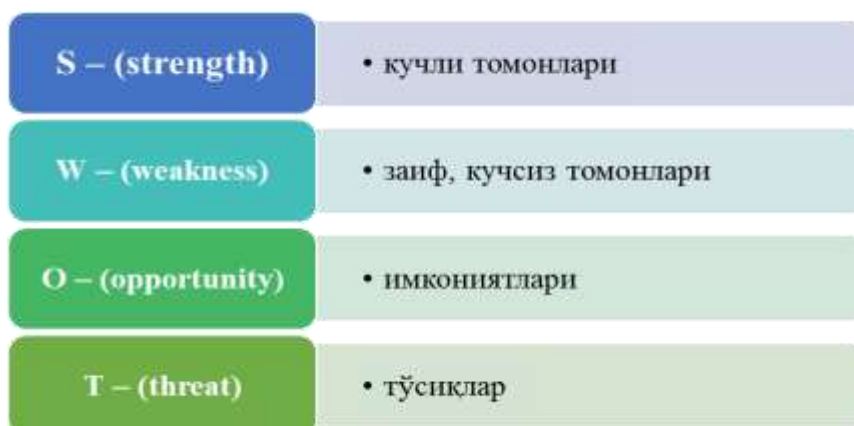 S – (strength)
• кучли томонлари
W – (weakness)
• заиф, кучсиз томонлари
O – (opportunity)
• имкониятлари
T – (threat)
• тўсиқлар